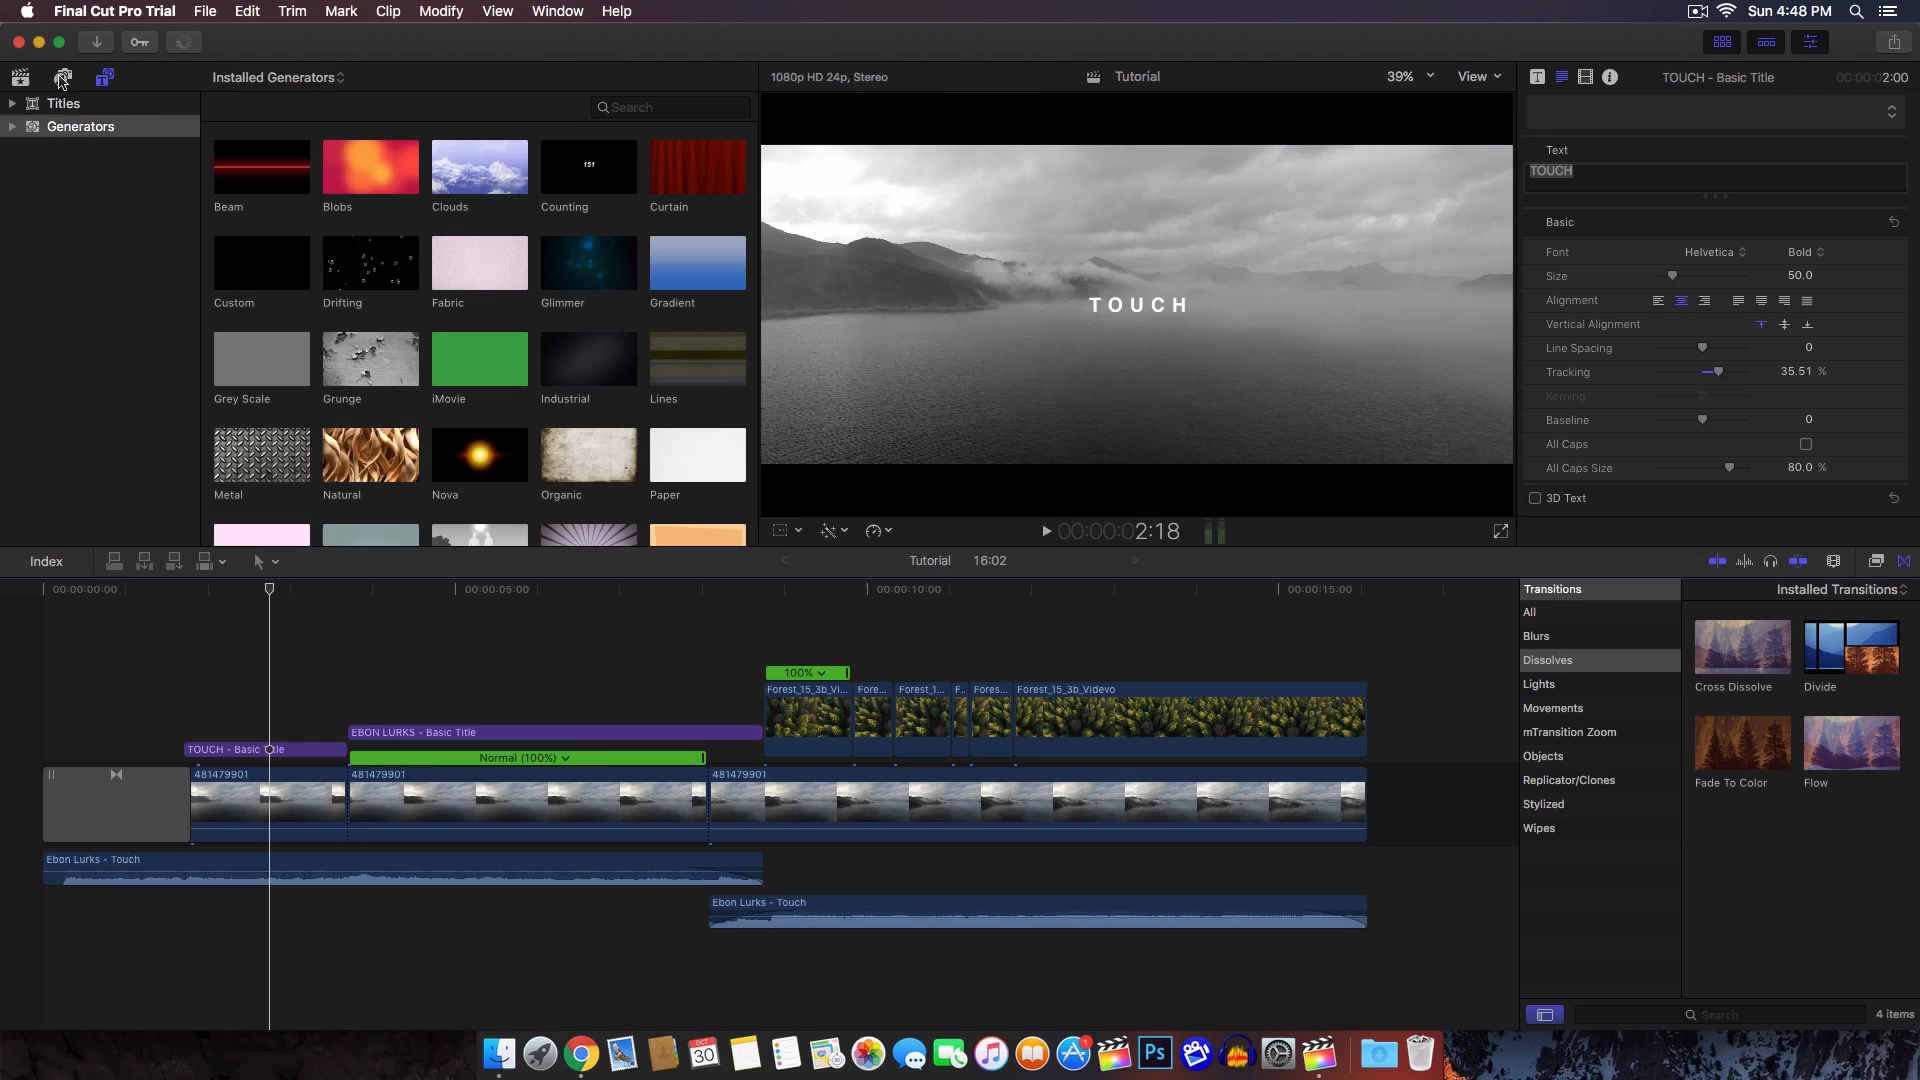 Final Cut Pro Trial File Edit Trim Mark Clip Modify View Window Help Sun 4:48 PM
Installed Generators 1080p HD 24p, Stereo Tutorial 39% View TOUCH - Basic Title 00:00:02:00
Titles
Search
Generators
Text
TOUCH
151
Beam Blobs Clouds Counting Curtain
Basic
Font Helvetica Bold
Size 50.0
Alignment
Custom Drifting Fabric Glimmer Gradient
TOUCH
Vertical Alignment
Line Spacing 0
Tracking 35.51 %
Kerning
Grey Scale Grunge iMovie Industrial Lines
Baseline 0
All Caps
All Caps Size 80.0 %
Metal Natural Nova Organic Paper
3D Text
00:00:02:18
Index Tutorial 16:02
00:00:00:00 00:00:05:00 00:00:10:00 00:00:15:00
Transitions Installed Transitions
All
Blurs
Dissolves
Lights
Movements
mTransition Zoom
Objects
Replicator/Clones
Stylized
Wipes
Cross Dissolve Divide
Fade To Color Flow
100%
Forest_15_3b_Vi... Fore... Forest_1... F... Fores... Forest_15_3b_Videvo
EBON LURKS - Basic Title
TOUCH - Basic Title
Normal (100%)
481479901 481479901 481479901
Ebon Lurks - Touch
Ebon Lurks - Touch
Search 4 items
OCT
30
1
Ps